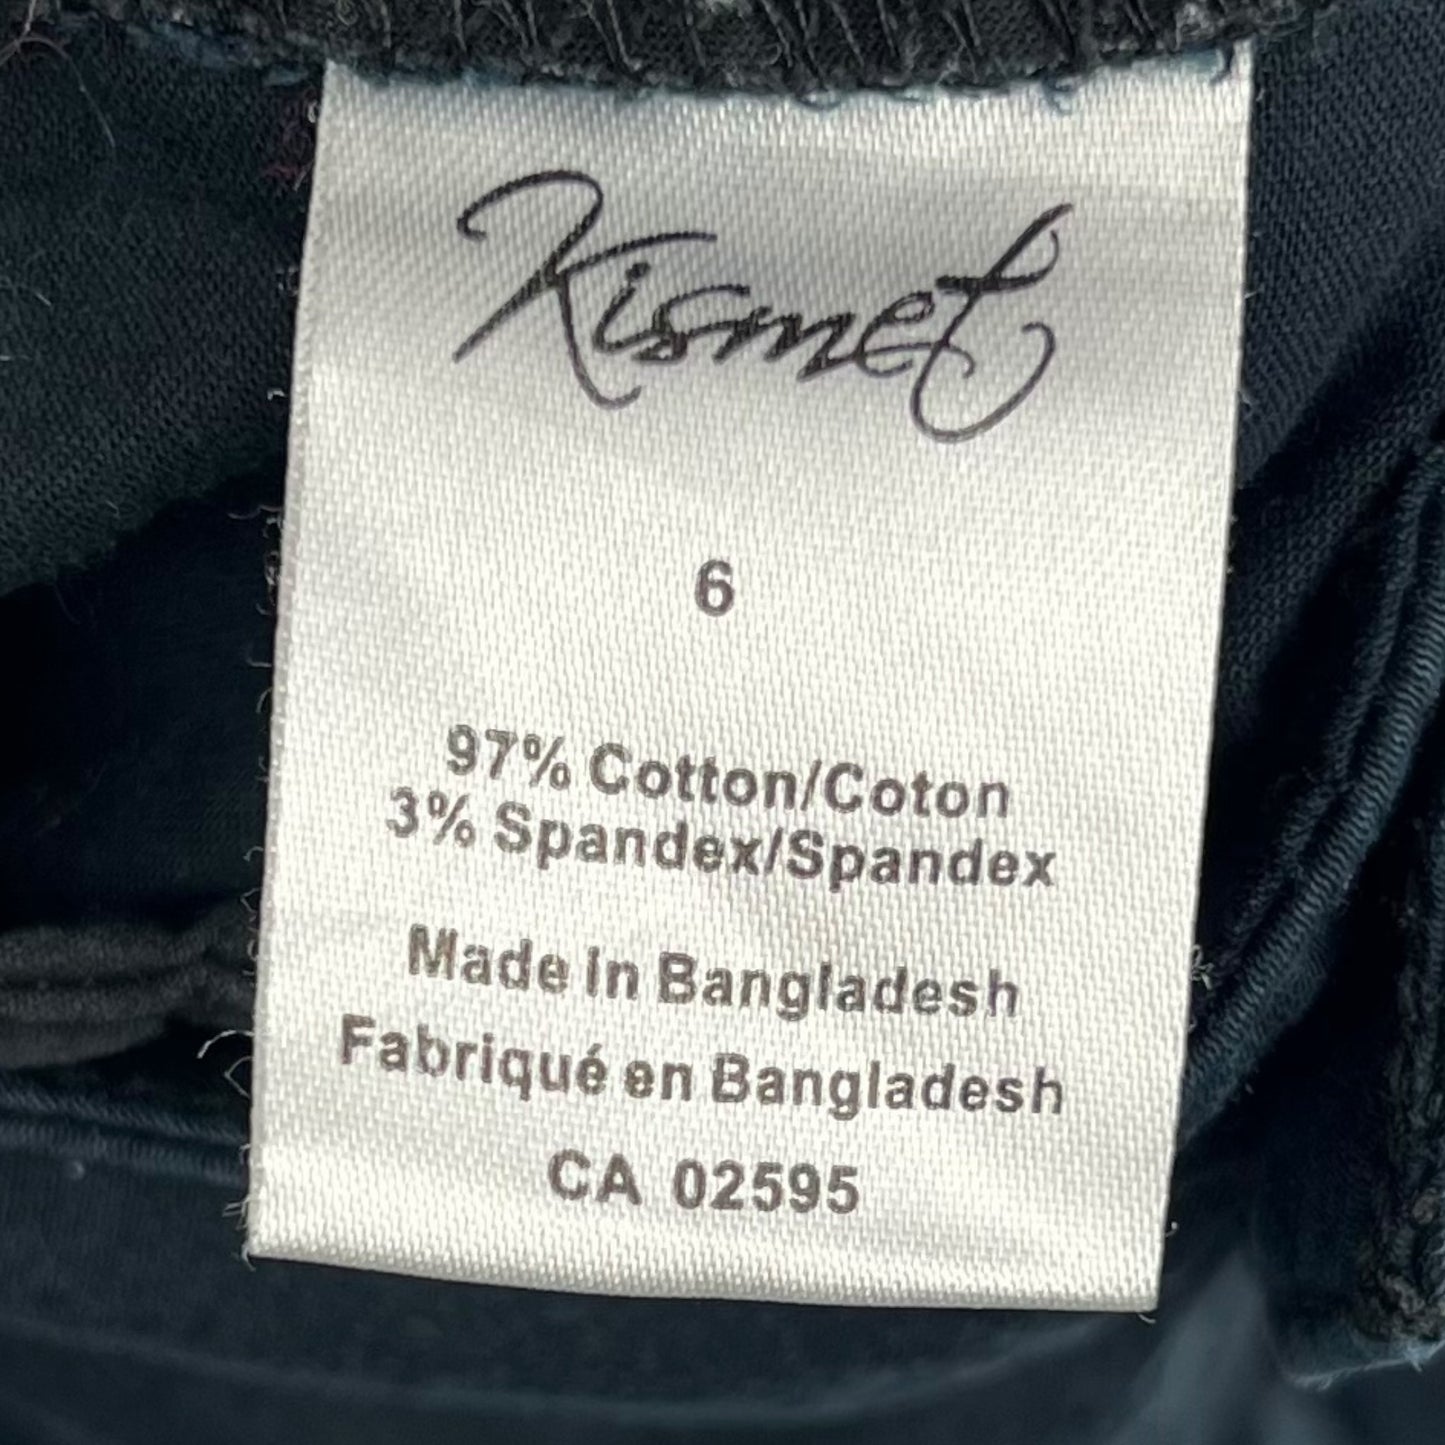 Kismet
6
97% Cotton/Coton
3% Spandex/Spandex
Made In Bangladesh
Fabriqué en Bangladesh
CA 02595